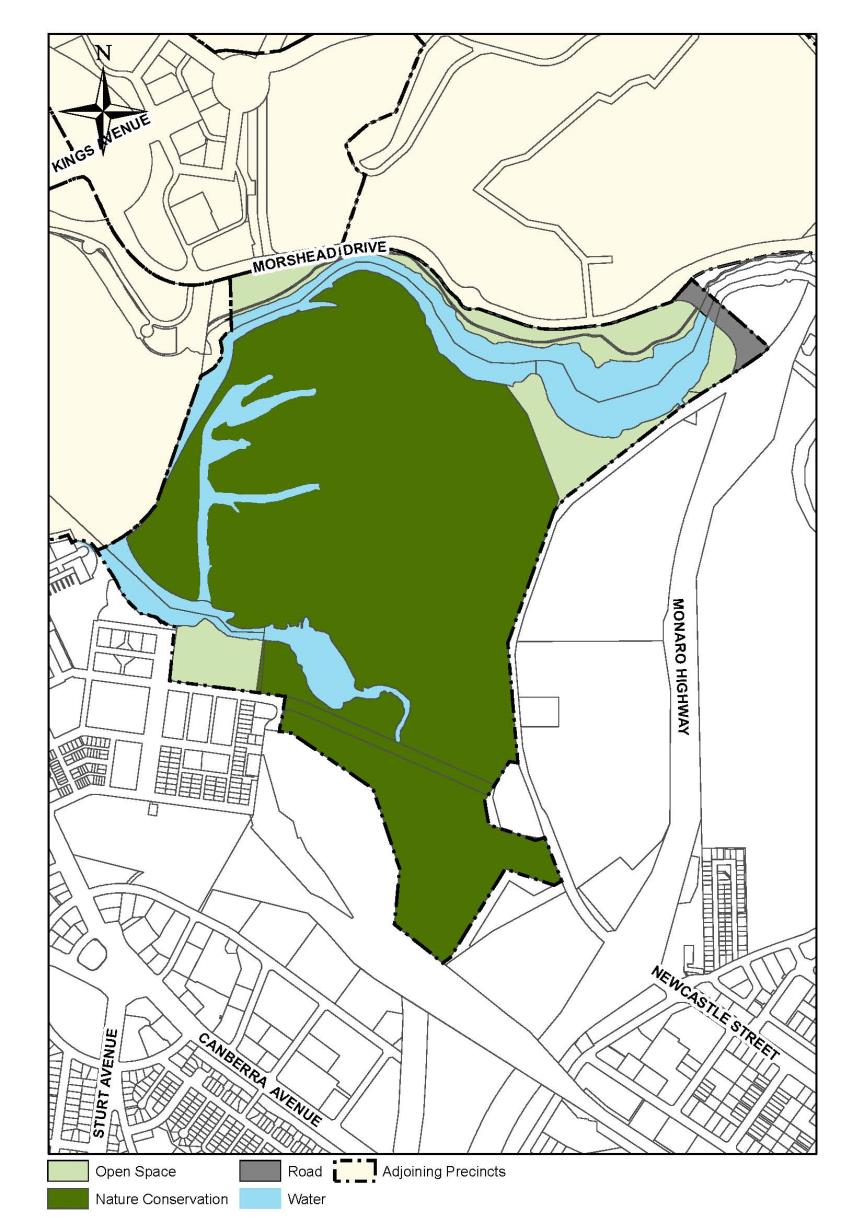 N
KINGS AVENUE
MORSHEAD DRIVE
MONARO HIGHWAY
NEWCASTLE STREET
CANBERRA AVENUE
STURT AVENUE
Open Space
Road
Adjoining Precincts
Nature Conservation
Water